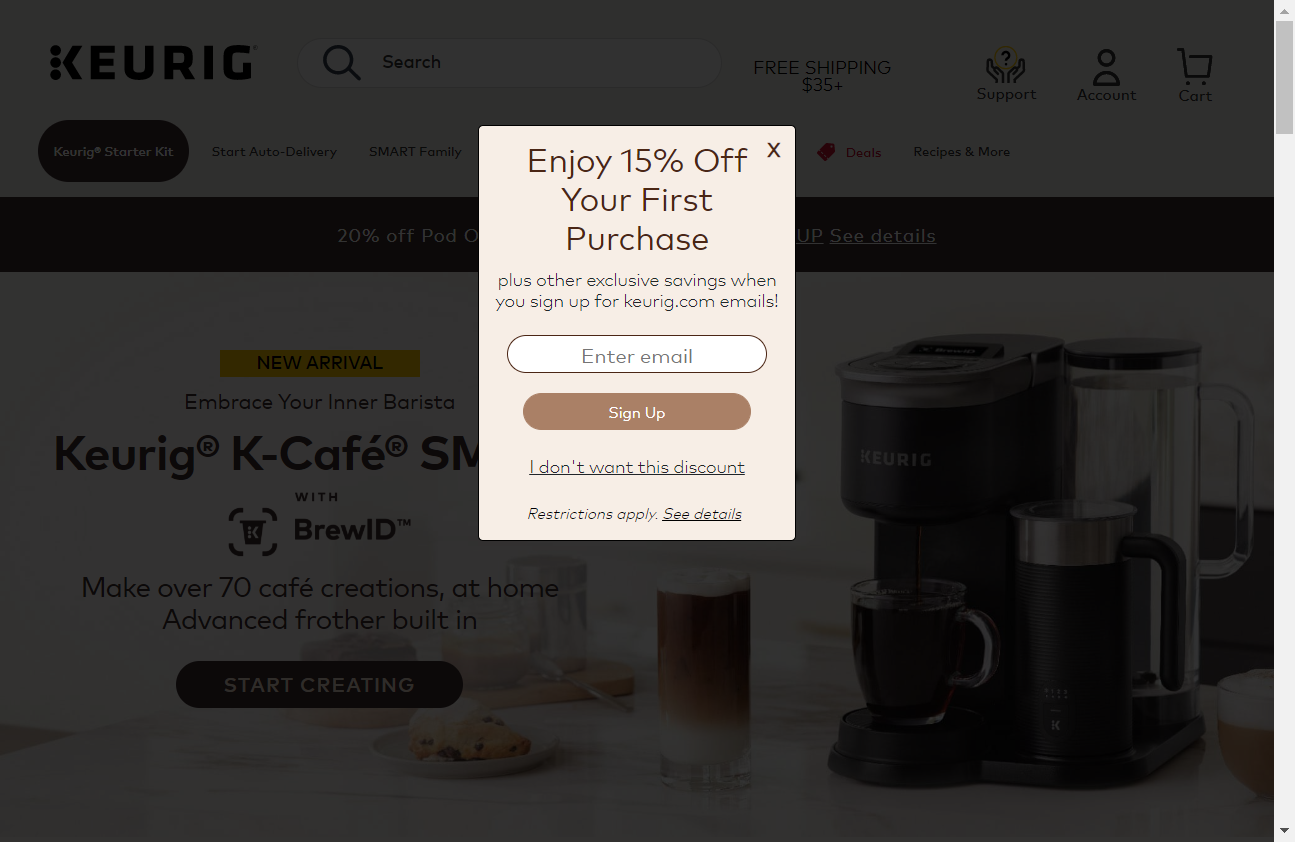 KEURIG
Search
FREE SHIPPING
$35+
Support
Account
Cart
Keurig® Starter Kit
Start Auto-Delivery
SMART Family
Deals
Recipes & More
20% off Pod
UP See details
Enjoy 15% Off
Your First
Purchase
X
plus other exclusive savings when
you sign up for keurig.com emails!
Enter email
Sign Up
I don't want this discount
Restrictions apply. See details
NEW ARRIVAL
Embrace Your Inner Barista
Keurig® K-Café®
WITH
BrewID™
Make over 70 café creations, at home
Advanced frother built in
START CREATING
BrewID
KEURIG
K